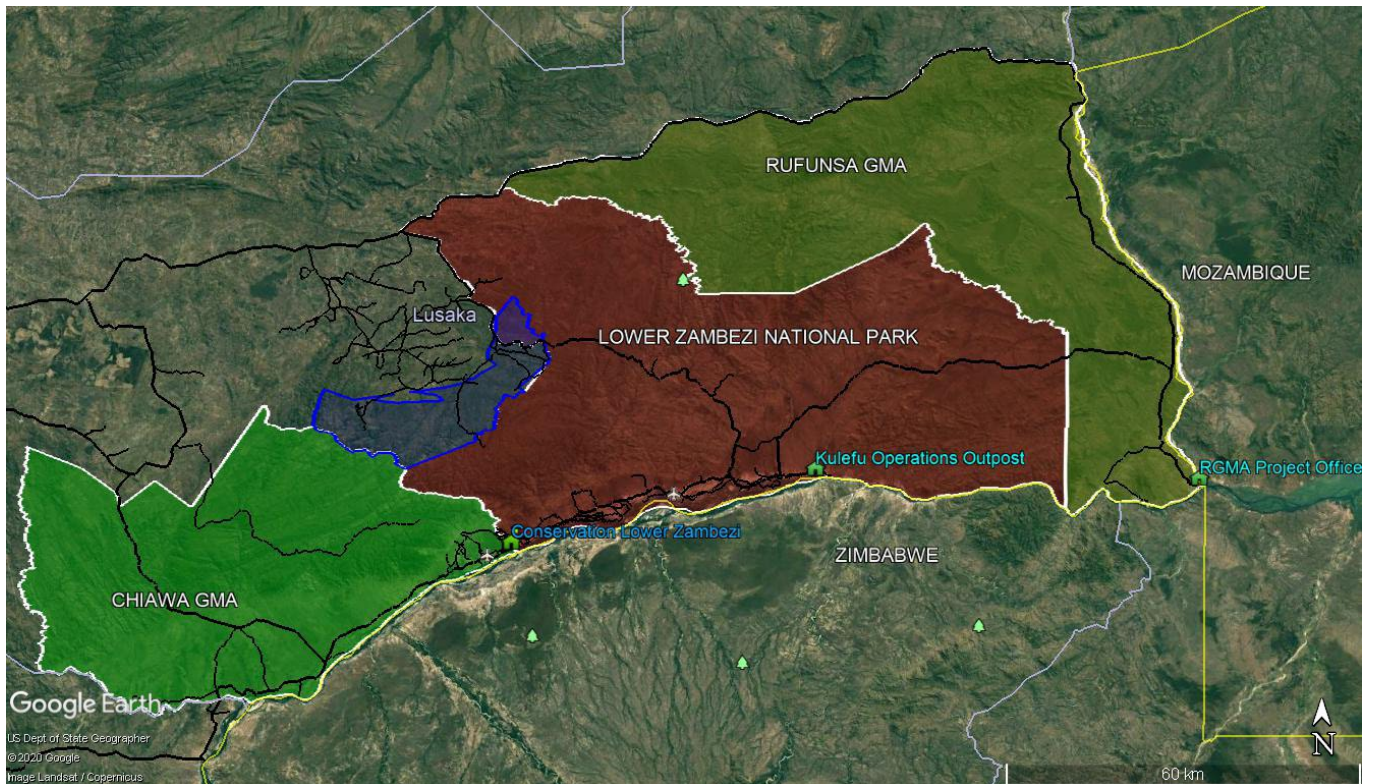 RUFUNSA GMA
MOZAMBIQUE
Lusaka
LOWER ZAMBEZI NATIONAL PARK
Kulefu Operations Outpost
RGMA Project Office
Conservation Lower Zambezi
ZIMBABWE
CHIAWA GMA
Google Earth
US Dept of State Geographer
©2020 Google
Image Landsat / Copernicus
N
60 km